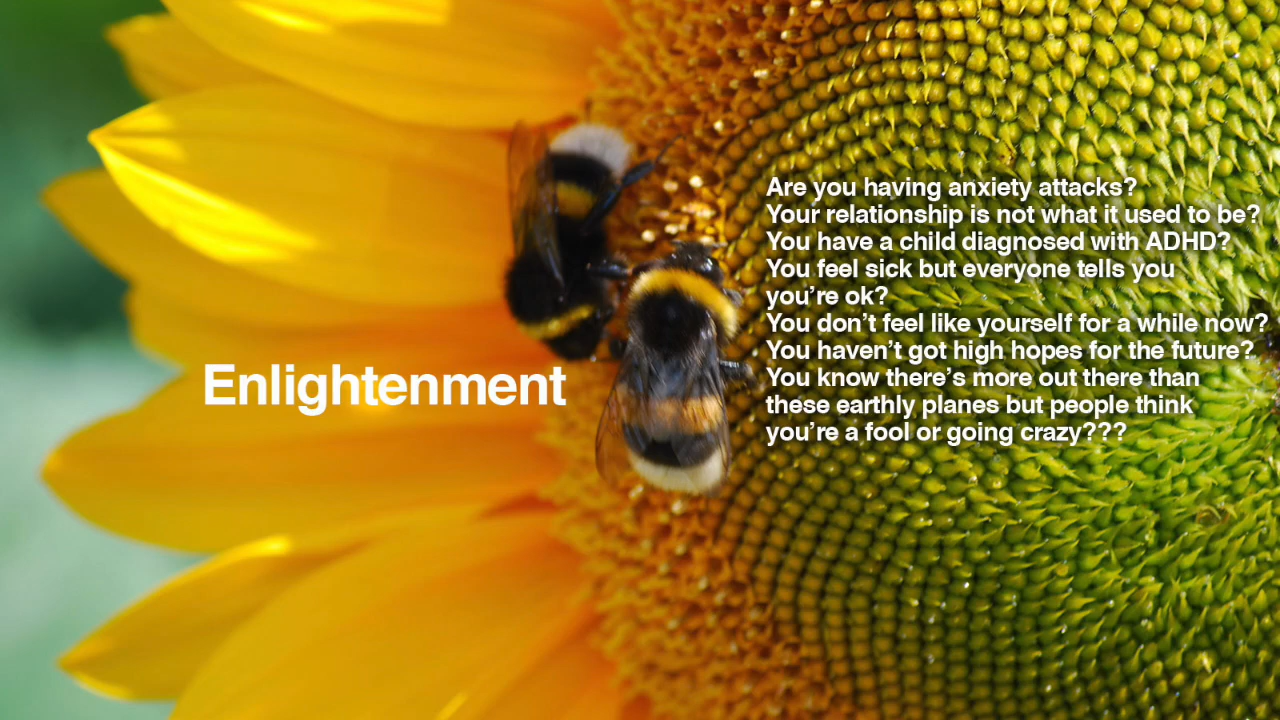 Enlightenment
Are you having anxiety attacks?
Your relationship is not what it used to be?
You have a child diagnosed with ADHD?
You feel sick but everyone tells you
you’re ok?
You don’t feel like yourself for a while now?
You haven’t got high hopes for the future?
You know there’s more out there than
these earthly planes but people think
you’re a fool or going crazy???